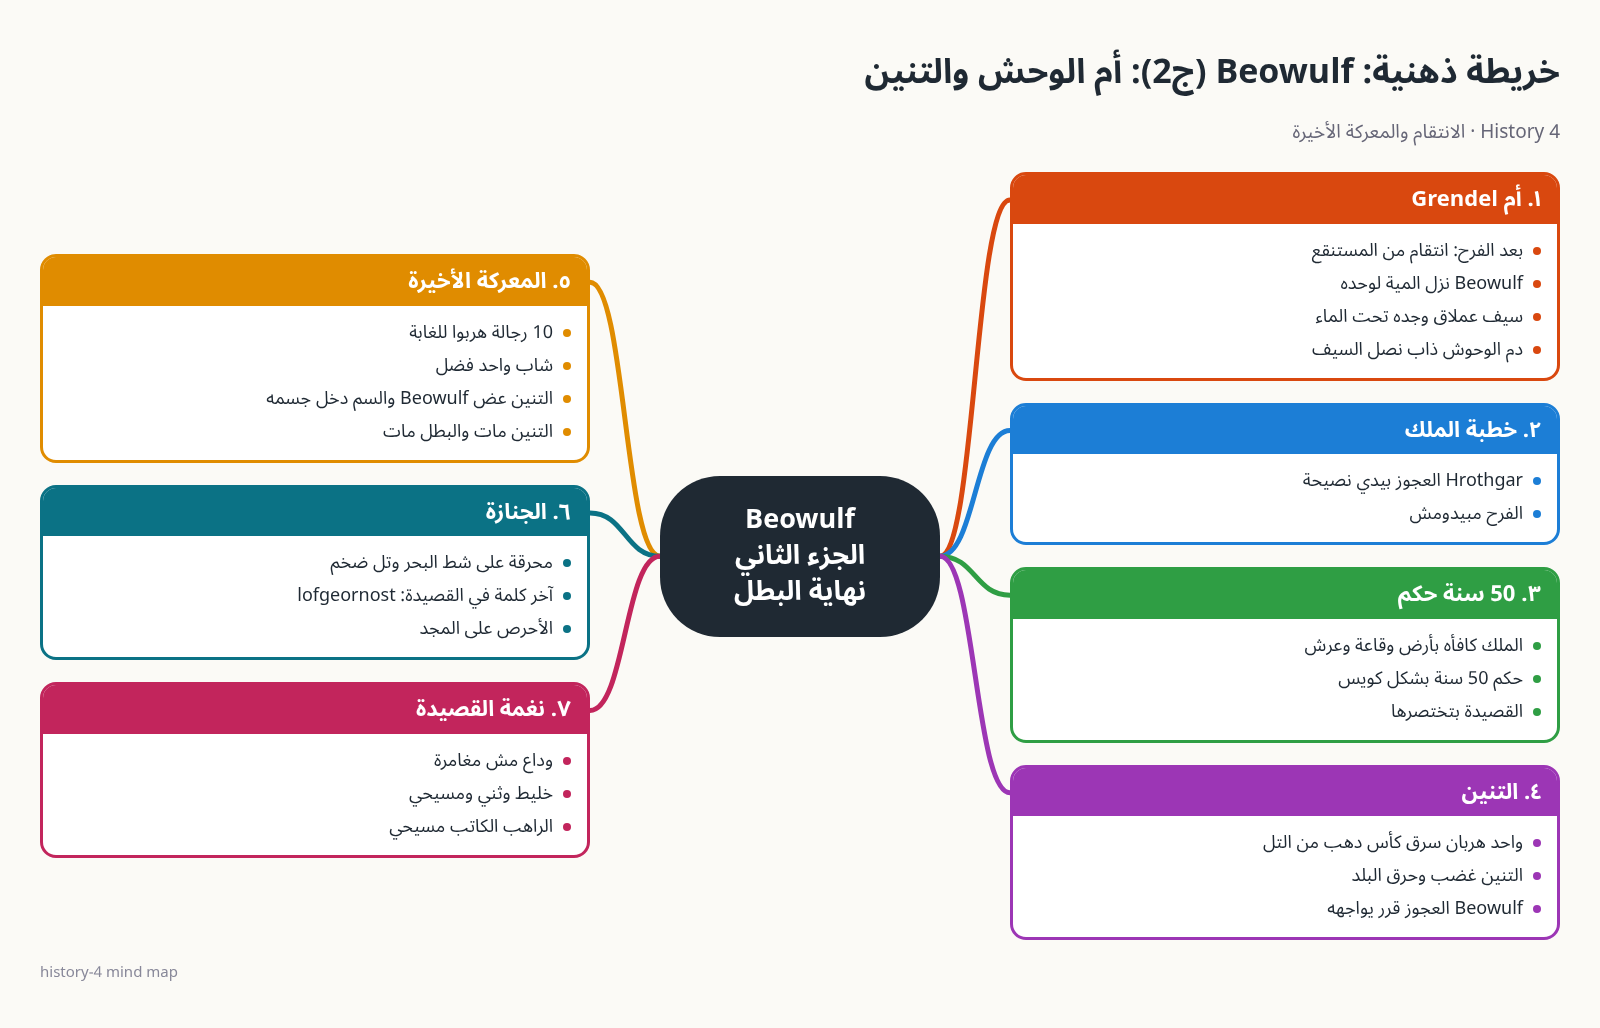 خريطة ذهنية: Beowulf (ج2): أم الوحش والتنين
History 4 · الانتقام والمعركة الأخيرة
١. أم Grendel
بعد الفرح: انتقام من المستنقع
Beowulf نزل المية لوحده
سيف عملاق وجده تحت الماء
دم الوحوش ذاب نصل السيف
٢. خطبة الملك
Hrothgar العجوز بيدي نصيحة
الفرح مبيدومش
٣. 50 سنة حكم
الملك كافأه بأرض وقاعة وعرش
حكم 50 سنة بشكل كويس
القصيدة بتختصرها
٤. التنين
واحد هربان سرق كأس دهب من التل
التنين غضب وحرق البلد
Beowulf العجوز قرر يواجهه
Beowulf
الجزء الثاني
نهاية البطل
٥. المعركة الأخيرة
10 رجالة هربوا للغابة
شاب واحد فضل
التنين عض Beowulf والسم دخل جسمه
التنين مات والبطل مات
٦. الجنازة
محرقة على شط البحر وتل ضخم
آخر كلمة في القصيدة: lofgeornost
الأحرص على المجد
٧. نغمة القصيدة
وداع مش مغامرة
خليط وثني ومسيحي
الراهب الكاتب مسيحي
history-4 mind map